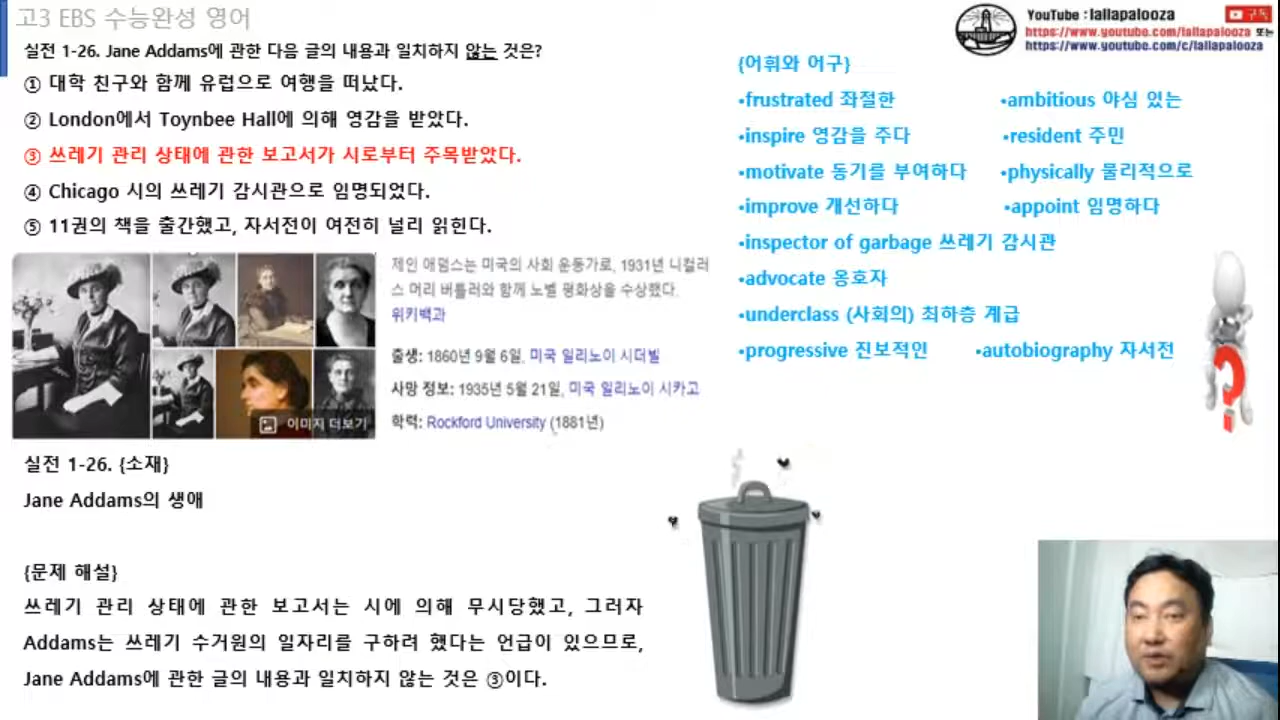 고3 EBS 수능완성 영어
YouTube : lallapalooza
구독
https://www.youtube.com/lallapalooza 또는
https://www.youtube.com/c/lallapalooza
실전 1-26. Jane Addams에 관한 다음 글의 내용과 일치하지 않는 것은?
① 대학 친구와 함께 유럽으로 여행을 떠났다.
② London에서 Toynbee Hall에 의해 영감을 받았다.
③ 쓰레기 관리 상태에 관한 보고서가 시로부터 주목받았다.
④ Chicago 시의 쓰레기 감시관으로 임명되었다.
⑤ 11권의 책을 출간했고, 자서전이 여전히 널리 읽힌다.
{어휘와 어구}
•frustrated 좌절한 •ambitious 야심 있는
•inspire 영감을 주다 •resident 주민
•motivate 동기를 부여하다 •physically 물리적으로
•improve 개선하다 •appoint 임명하다
•inspector of garbage 쓰레기 감시관
•advocate 옹호자
•underclass (사회의) 최하층 계급
•progressive 진보적인 •autobiography 자서전
이미지 더보기
제인 애덤스는 미국의 사회 운동가로, 1931년 니컬러
스 머리 버틀러와 함께 노벨 평화상을 수상했다.
위키백과
출생: 1860년 9월 6일, 미국 일리노이 시더빌
사망 정보: 1935년 5월 21일, 미국 일리노이 시카고
학력: Rockford University (1881년)
실전 1-26. {소재}
Jane Addams의 생애
{문제 해설}
쓰레기 관리 상태에 관한 보고서는 시에 의해 무시당했고, 그러자
Addams는 쓰레기 수거원의 일자리를 구하려 했다는 언급이 있으므로,
Jane Addams에 관한 글의 내용과 일치하지 않는 것은 ③이다.